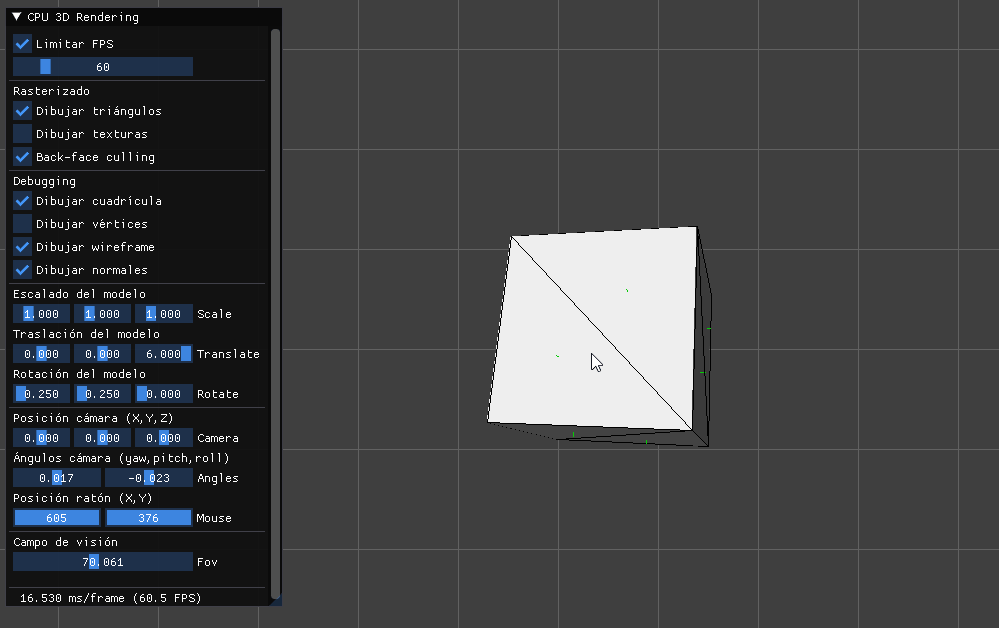 CPU 3D Rendering
Limitar FPS
60
Rasterizado
Dibujar triángulos
Dibujar texturas
Back-face culling
Debugging
Dibujar cuadrícula
Dibujar vértices
Dibujar wireframe
Dibujar normales
Escalado del modelo
1.000 1.000 1.000 Scale
Traslación del modelo
0.000 0.000 6.000 Translate
Rotación del modelo
0.250 0.250 0.000 Rotate
Posición cámara (X,Y,Z)
0.000 0.000 0.000 Camera
Ángulos cámara (yaw,pitch,roll)
0.017 -0.023 Angles
Posición ratón (X,Y)
605 376 Mouse
Campo de visión
70.061 Fov
16.530 ms/frame (60.5 FPS)